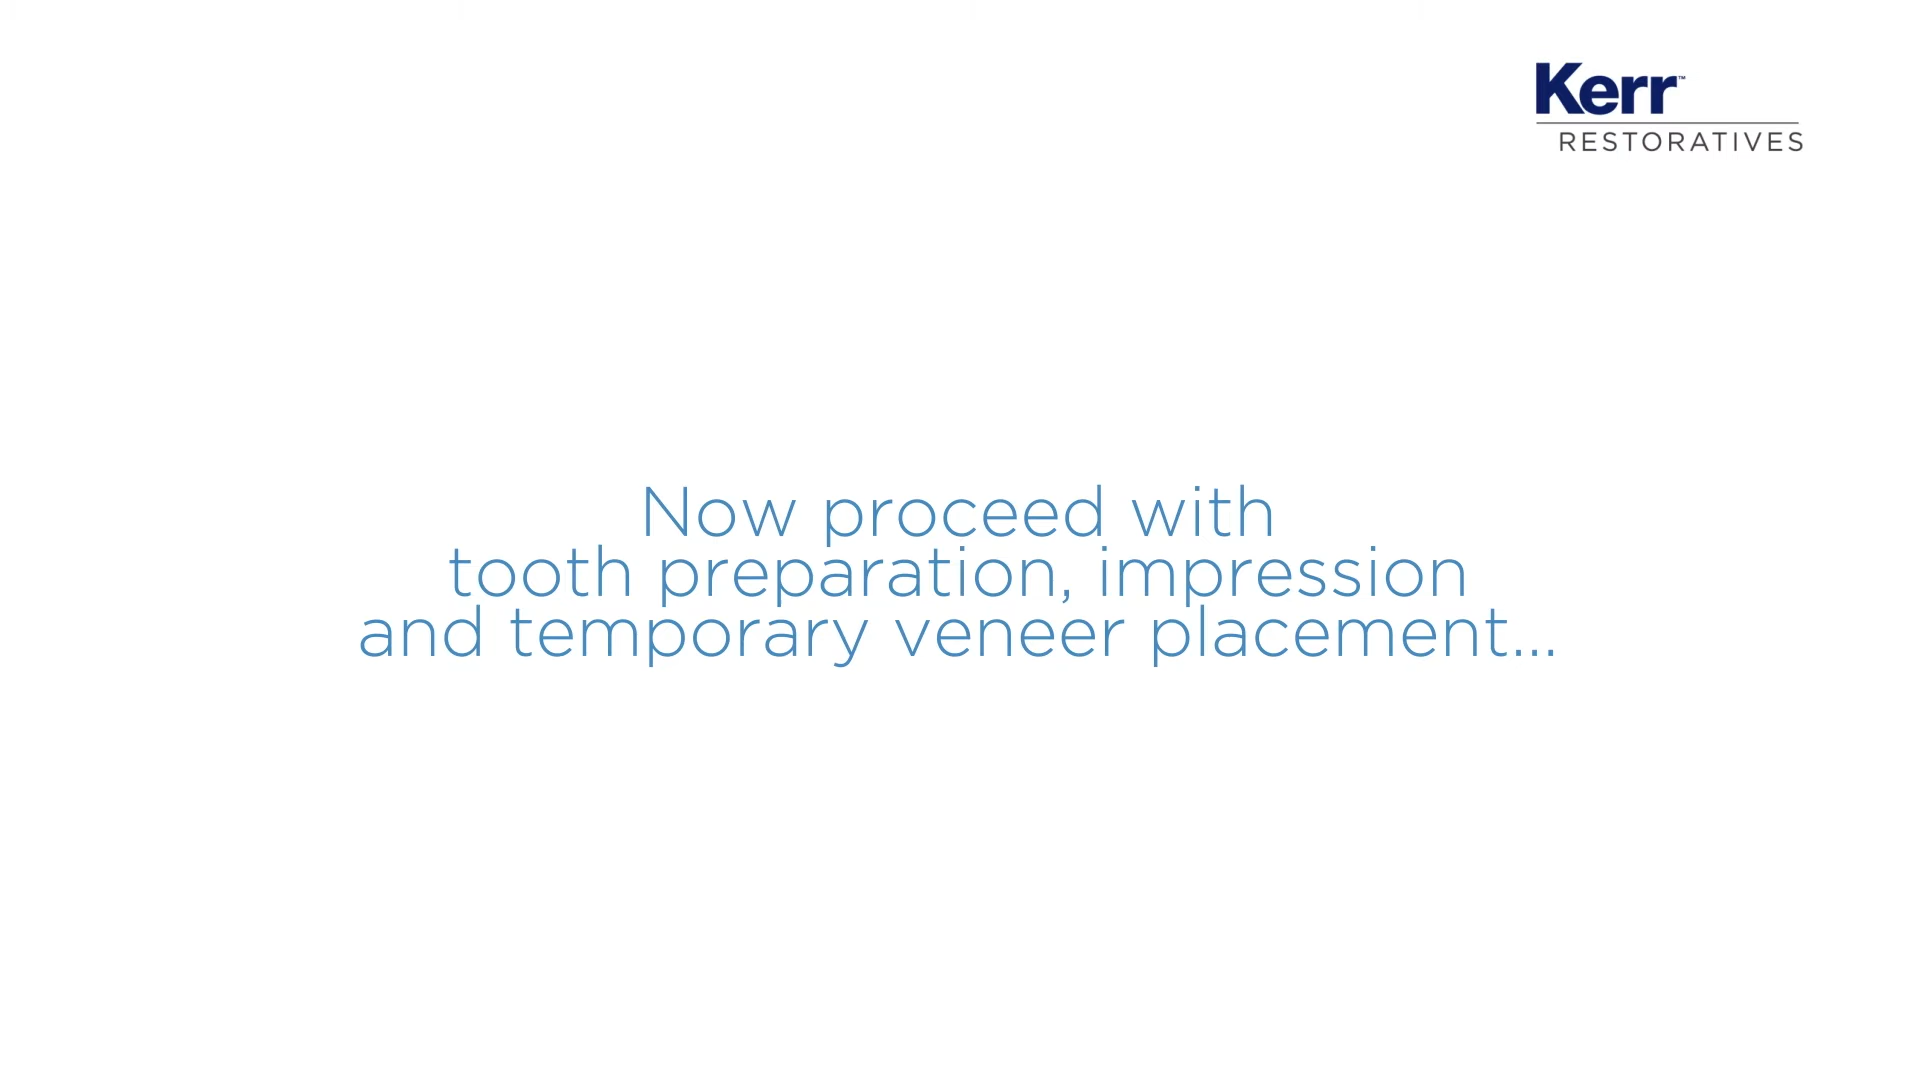 Kerr™
RESTORATIVES
Now proceed with
tooth preparation, impression
and temporary veneer placement...